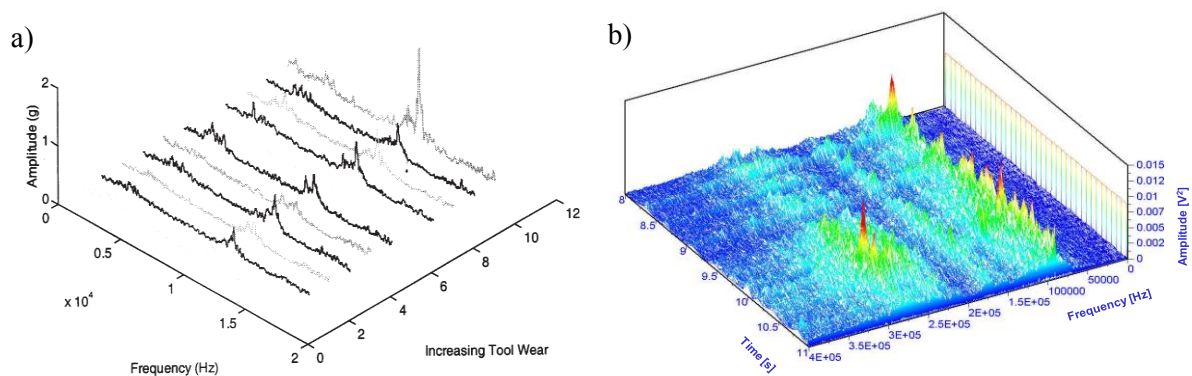 a)
2
1
0
Amplitude (g)
0
0.5
1
1.5
2
x 10⁴
Frequency (Hz)
0
2
4
6
8
10
12
Increasing Tool Wear
b)
8
8.5
9
9.5
10
10.5
11
Time [s]
4E+05
3.5E+05
3E+05
2.5E+05
2E+05
1.5E+05
100000
50000
0
Frequency [Hz]
0.015
0.01
0.007
0.005
0.002
0
Amplitude [V²]